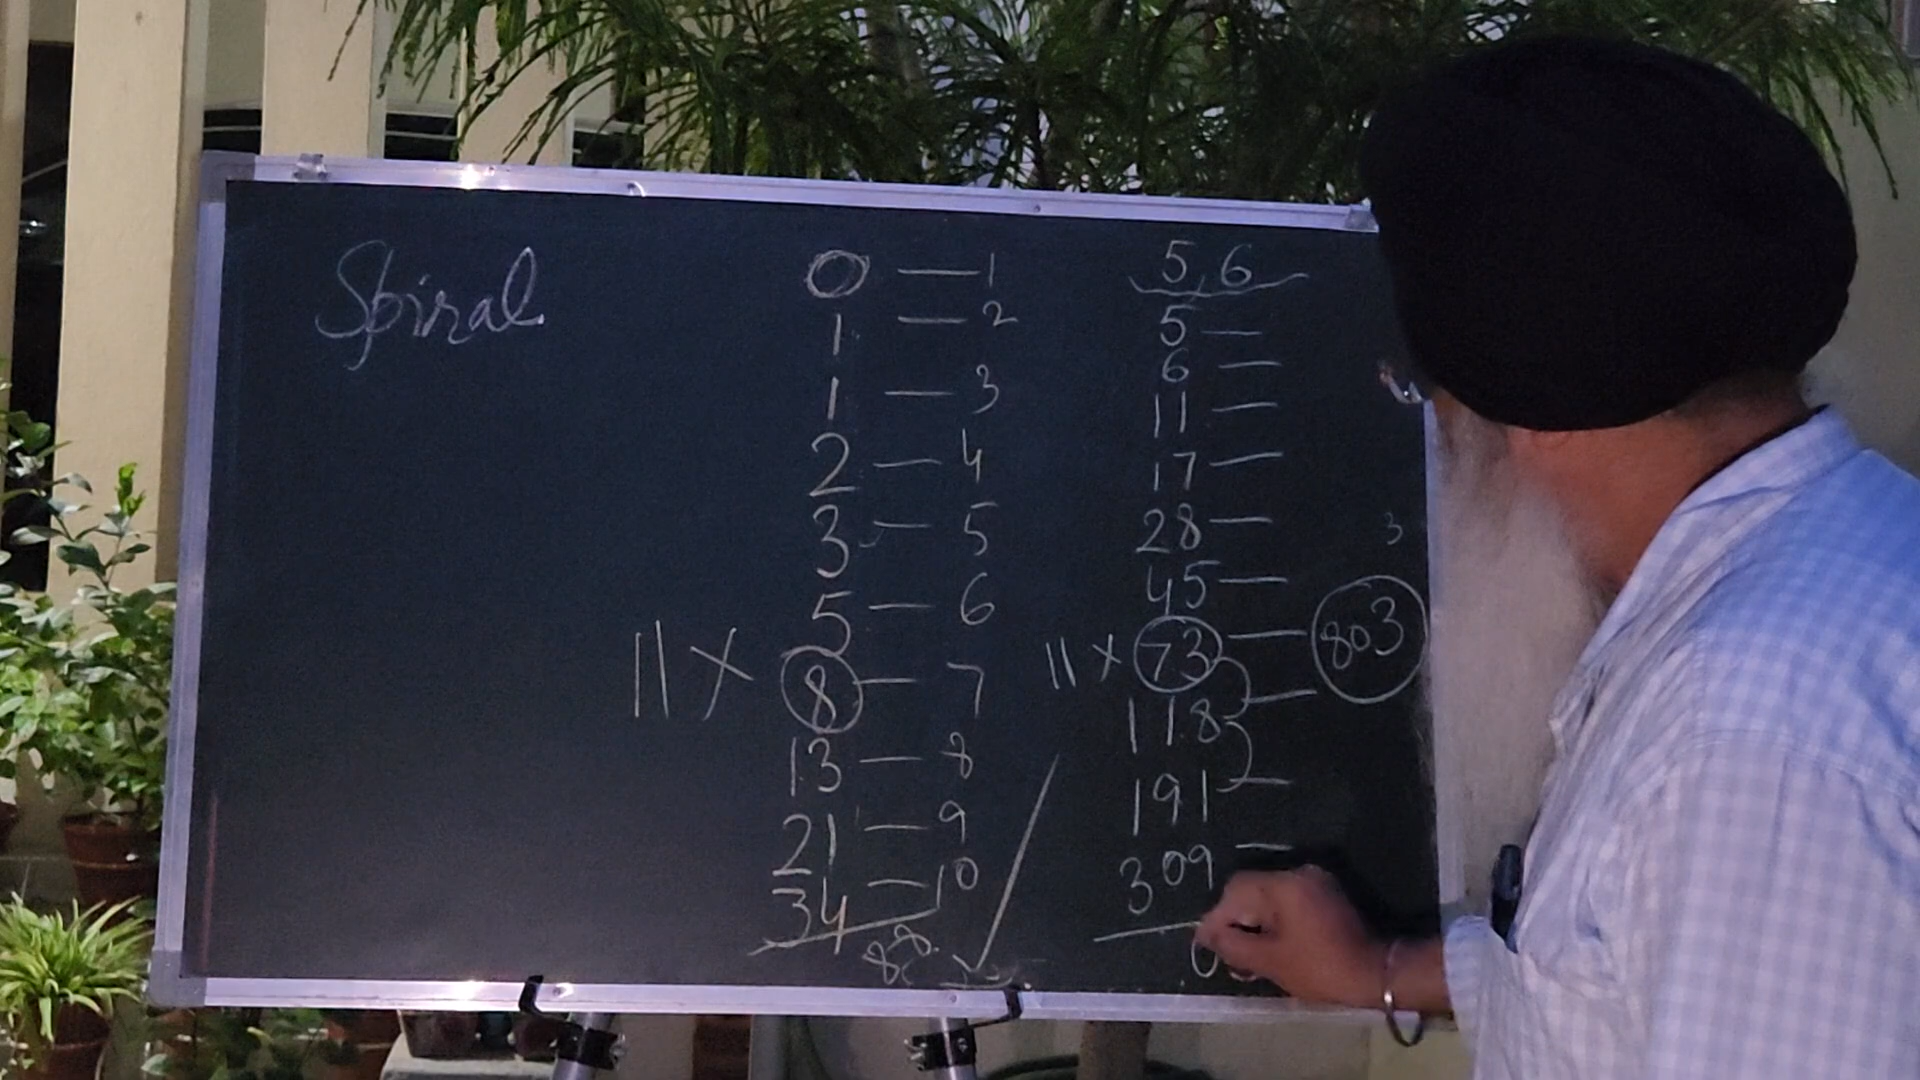 Spiral
0 — 1
1 — 2
1 — 3
2 — 4
3 — 5
5 — 6
11 × 8 — 7
13 — 8
21 — 9
34 — 10
88
5, 6
5 —
6 —
11 —
17 —
28 —
3
45 —
11 × 73 — 803
118 —
191 —
309 —
0